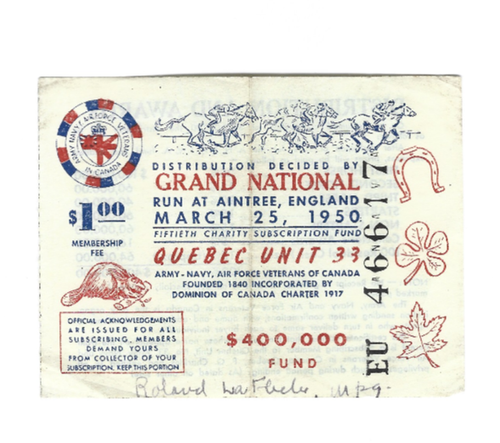 ARMY NAVY AIRFORCE VETERANS
IN CANADA
$1.00
MEMBERSHIP
FEE
DISTRIBUTION DECIDED BY
GRAND NATIONAL
RUN AT AINTREE, ENGLAND
MARCH 25, 1950
FIFTIETH CHARITY SUBSCRIPTION FUND
QUEBEC UNIT 33
ARMY-NAVY, AIR FORCE VETERANS OF CANADA
FOUNDED 1840 INCORPORATED BY
DOMINION OF CANADA CHARTER 1917
OFFICIAL ACKNOWLEDGEMENTS
ARE ISSUED FOR ALL
SUBSCRIBING, MEMBERS
DEMAND YOURS
FROM COLLECTOR OF YOUR
SUBSCRIPTION, KEEP THIS PORTION
$400,000
FUND
EU 46617
Roland